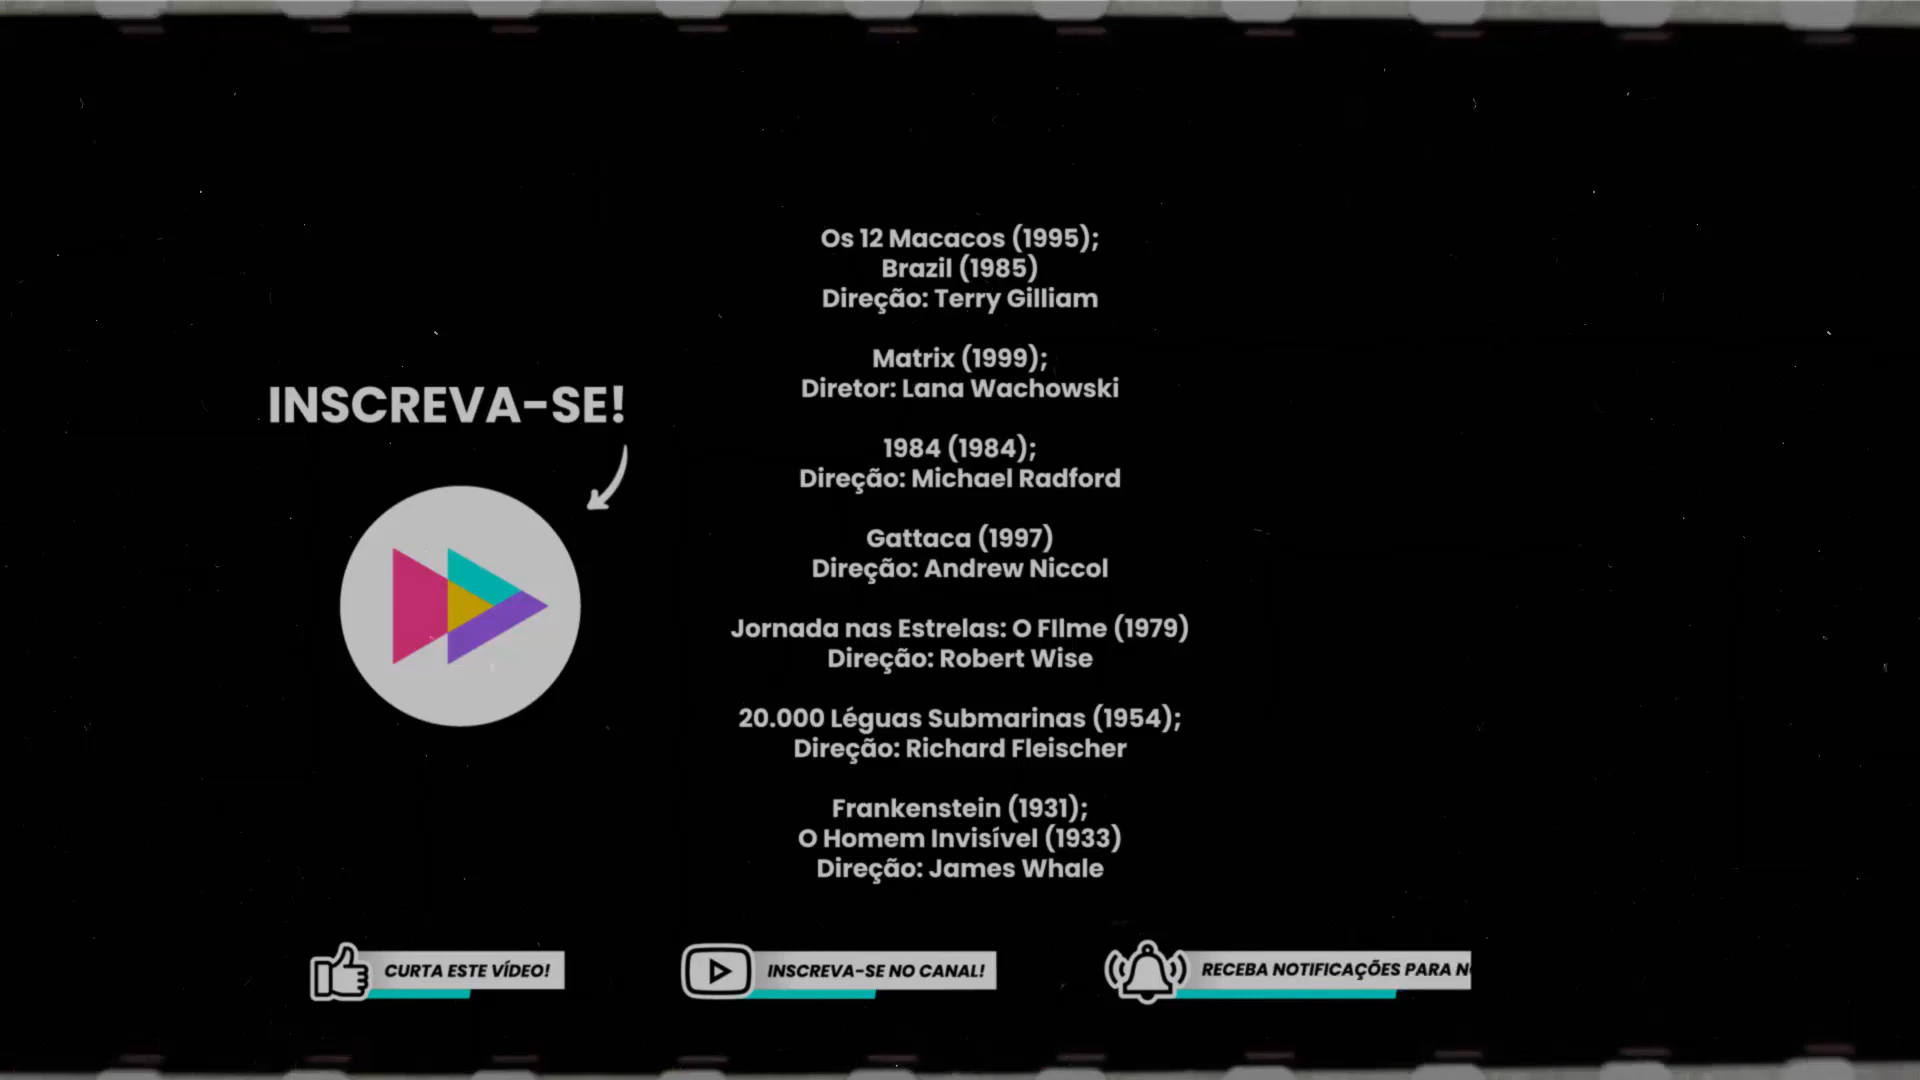 Os 12 Macacos (1995);
Brazil (1985)
Direção: Terry Gilliam
Matrix (1999);
Diretor: Lana Wachowski
1984 (1984);
Direção: Michael Radford
Gattaca (1997)
Direção: Andrew Niccol
Jornada nas Estrelas: O FIlme (1979)
Direção: Robert Wise
20.000 Léguas Submarinas (1954);
Direção: Richard Fleischer
Frankenstein (1931);
O Homem Invisível (1933)
Direção: James Whale
INSCREVA-SE!
CURTA ESTE VÍDEO!
INSCREVA-SE NO CANAL!
RECEBA NOTIFICAÇÕES PARA